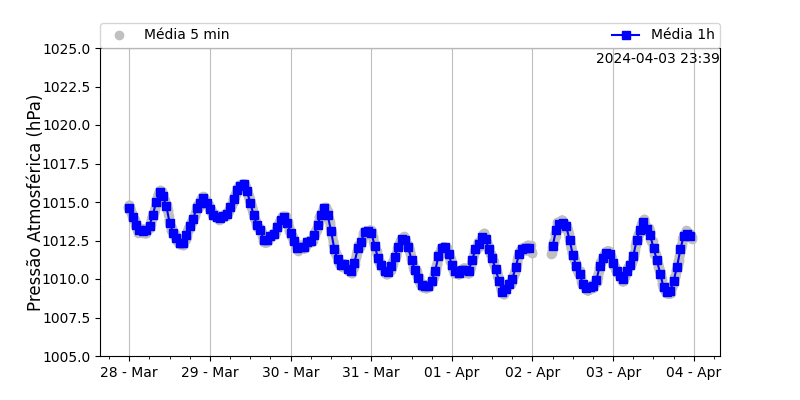 Média 5 min
Média 1h
2024-04-03 23:39
Pressão Atmosférica (hPa)
1025.0
1022.5
1020.0
1017.5
1015.0
1012.5
1010.0
1007.5
1005.0
28 - Mar
29 - Mar
30 - Mar
31 - Mar
01 - Apr
02 - Apr
03 - Apr
04 - Apr